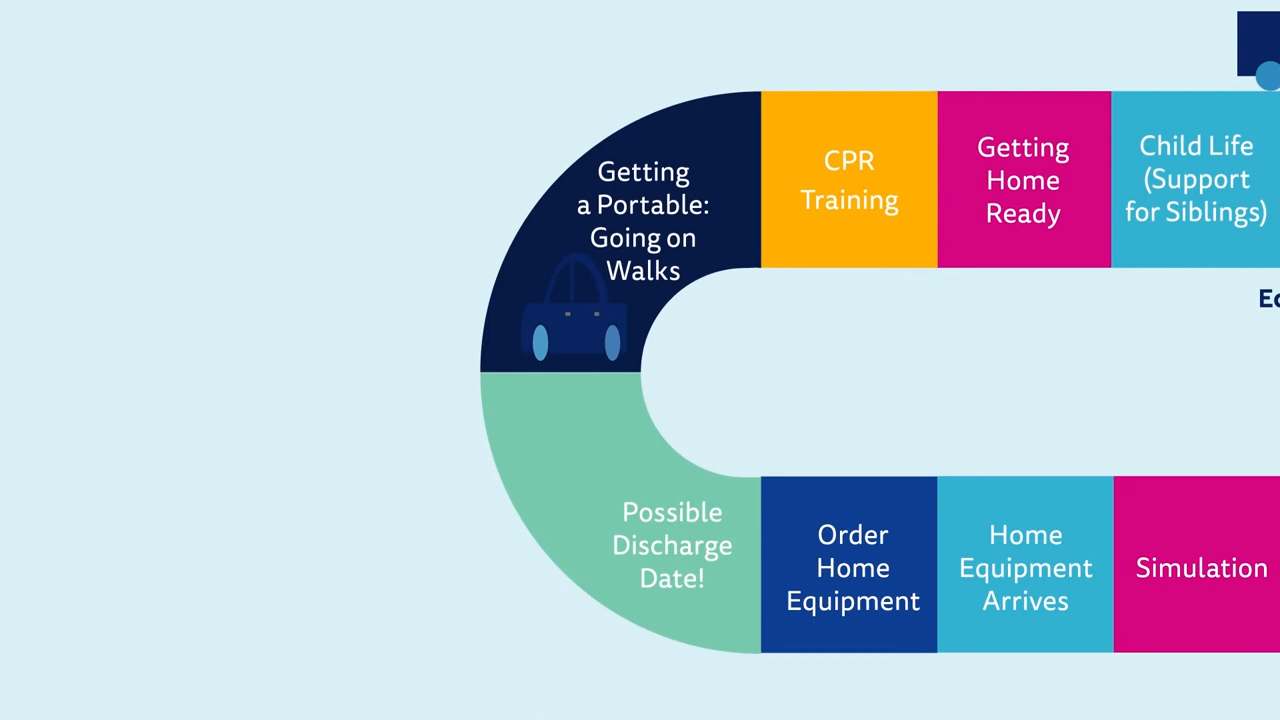 Getting
a Portable:
Going on
Walks
CPR
Training
Getting
Home
Ready
Child Life
(Support
for Siblings)
Possible
Discharge
Date!
Order
Home
Equipment
Home
Equipment
Arrives
Simulation